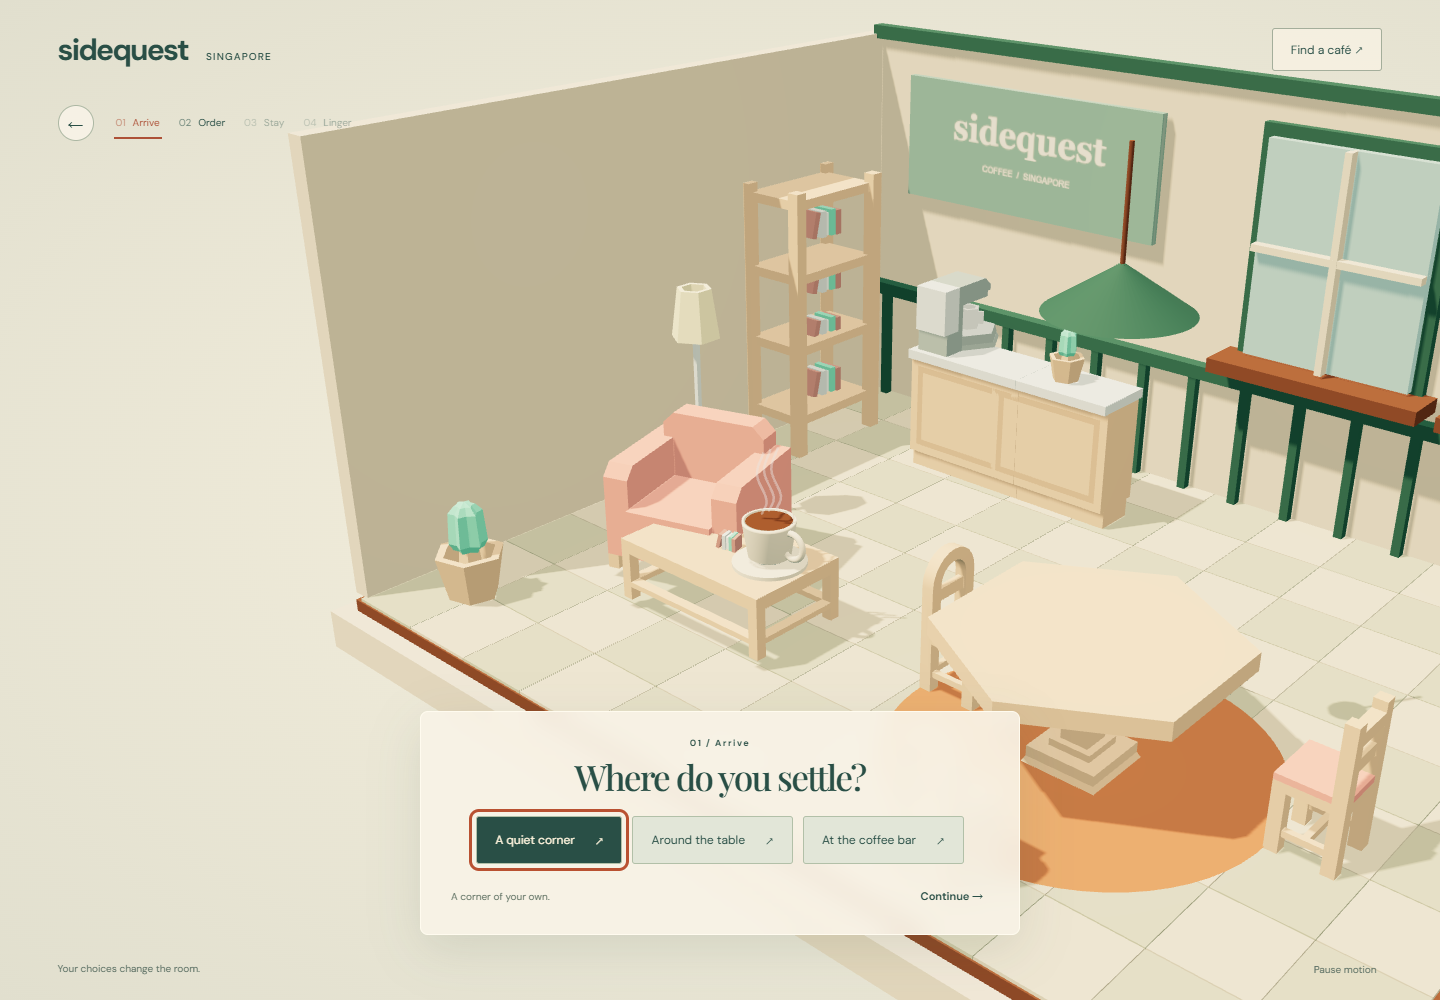 sidequest SINGAPORE
Find a café ↗
← 01 Arrive 02 Order 03 Stay 04 Linger
sidequest
COFFEE / SINGAPORE
01 / Arrive
Where do you settle?
A quiet corner ↗
Around the table ↗
At the coffee bar ↗
A corner of your own.
Continue →
Your choices change the room.
Pause motion